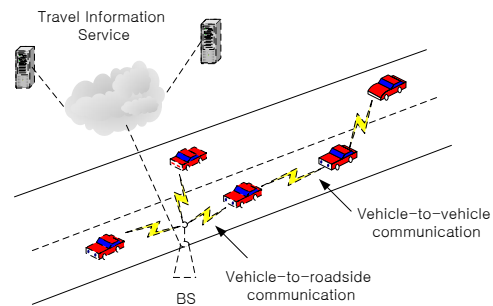 Travel Information
Service
Vehicle-to-vehicle
communication
Vehicle-to-roadside
communication
BS